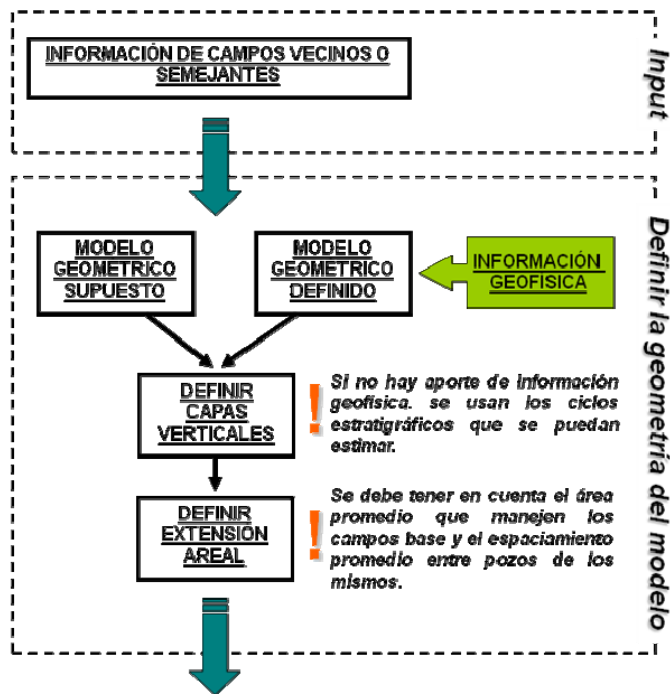 INFORMACIÓN DE CAMPOS VECINOS O
SEMEJANTES
Input
MODELO
GEOMETRICO
SUPUESTO
MODELO
GEOMETRICO
DEFINIDO
INFORMACIÓN
GEOFISICA
DEFINIR
CAPAS
VERTICALES
! Si no hay aporte de información
geofísica. se usan los ciclos
estratigráficos que se puedan
estimar.
DEFINIR
EXTENSIÓN
AREAL
! Se debe tener en cuenta el área
promedio que manejen los
campos base y el espaciamiento
promedio entre pozos de los
mismos.
Definir la geometría del modelo